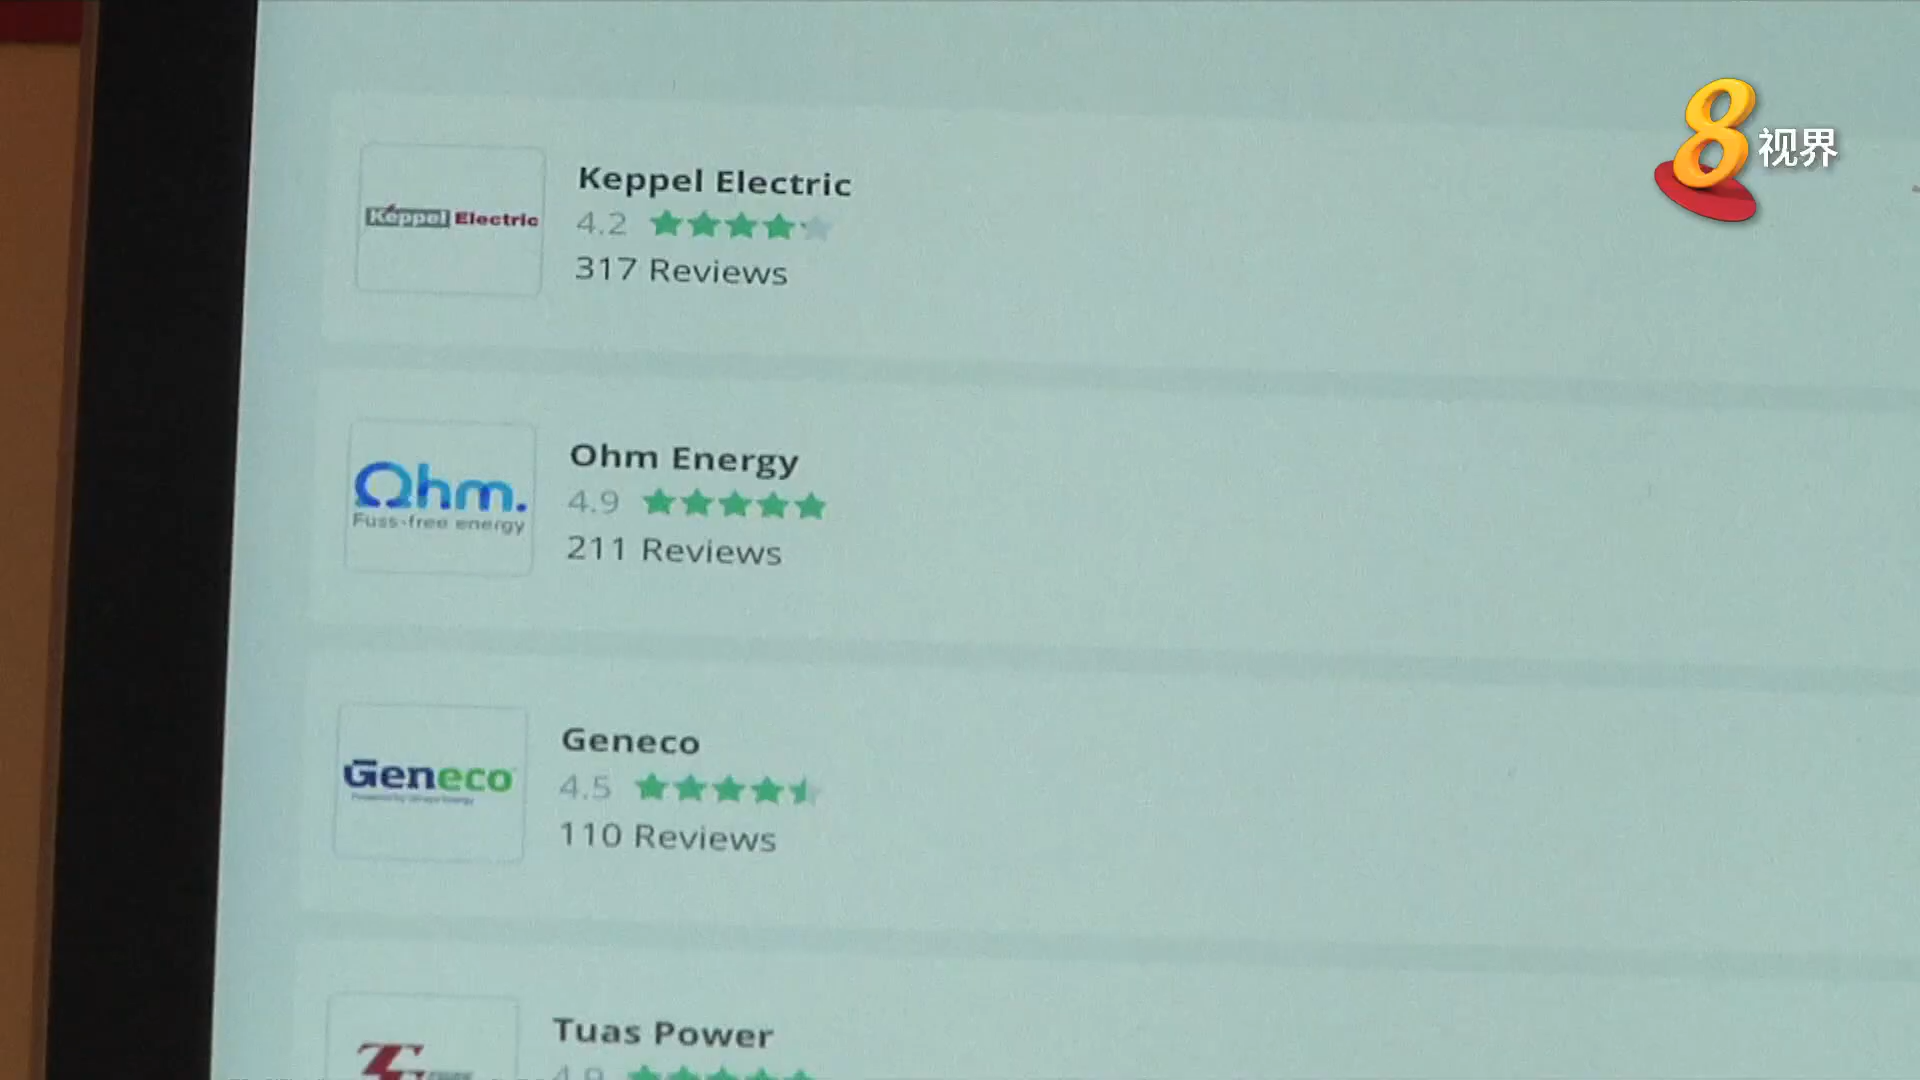 8视界
Keppel Electric
Keppel Electric
4.2
317 Reviews
Ohm.
Fuss-free energy
Ohm Energy
4.9
211 Reviews
Geneco
Geneco
4.5
110 Reviews
Tuas Power